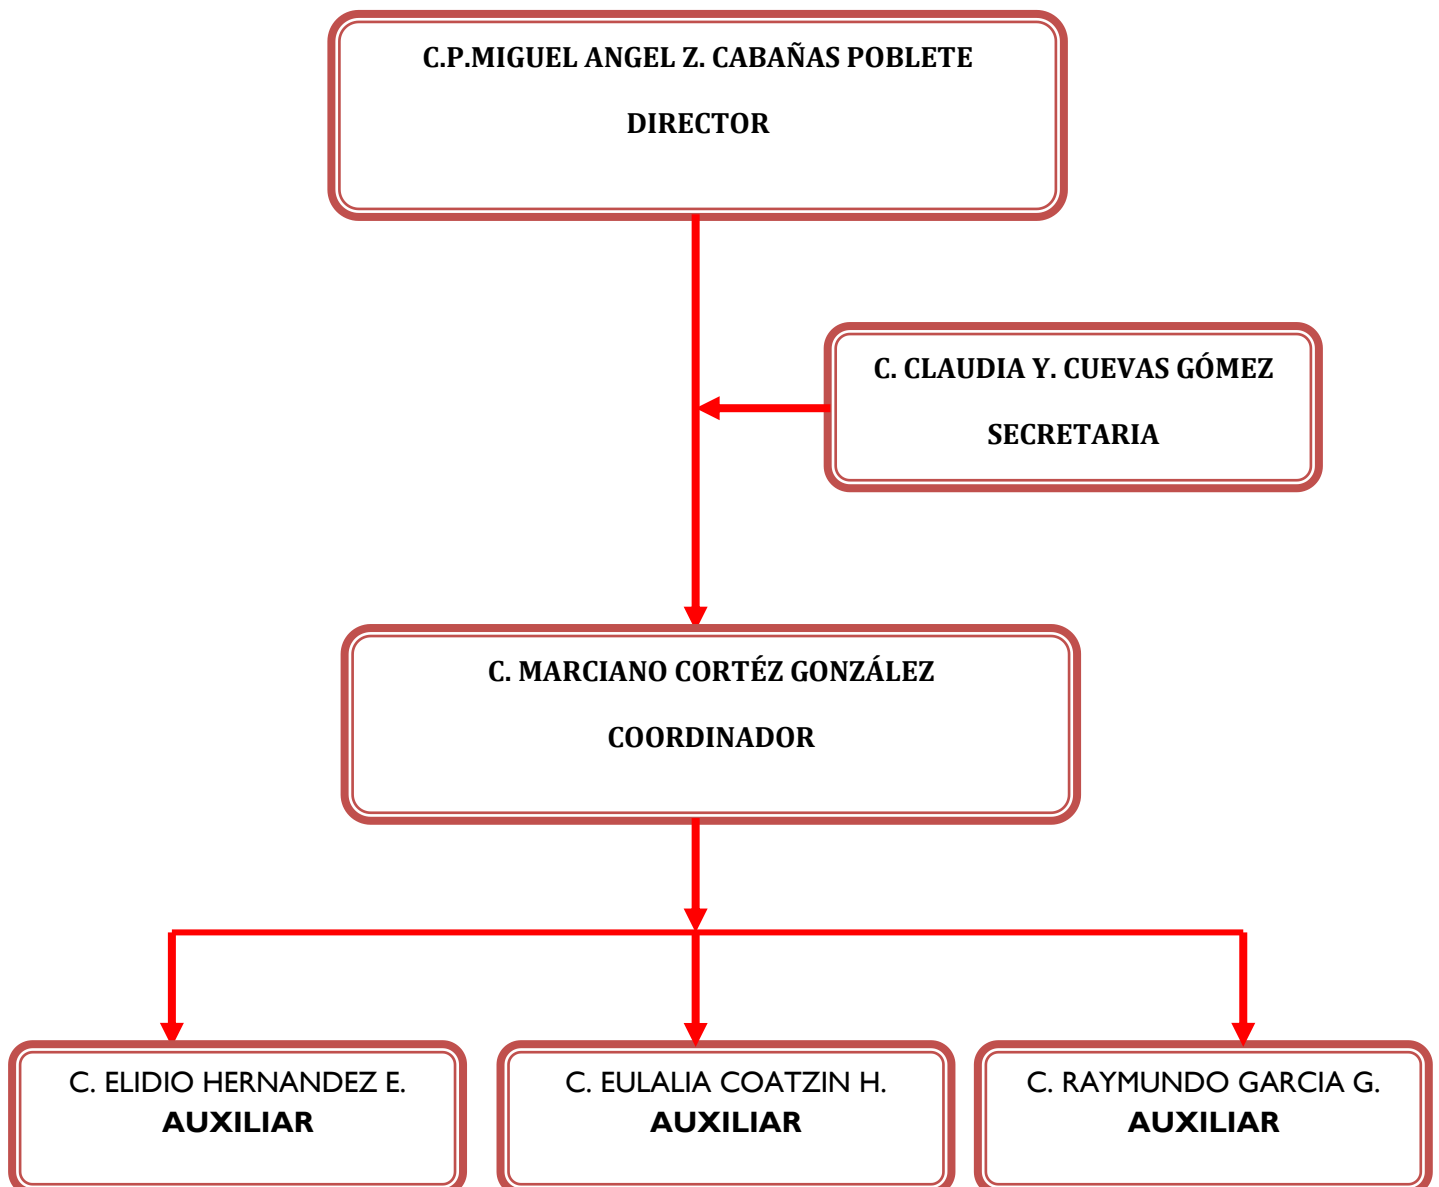 C.P.MIGUEL ANGEL Z. CABAÑAS POBLETE
DIRECTOR
C. CLAUDIA Y. CUEVAS GÓMEZ
SECRETARIA
C. MARCIANO CORTÉZ GONZÁLEZ
COORDINADOR
C. ELIDIO HERNANDEZ E.
AUXILIAR
C. EULALIA COATZIN H.
AUXILIAR
C. RAYMUNDO GARCIA G.
AUXILIAR